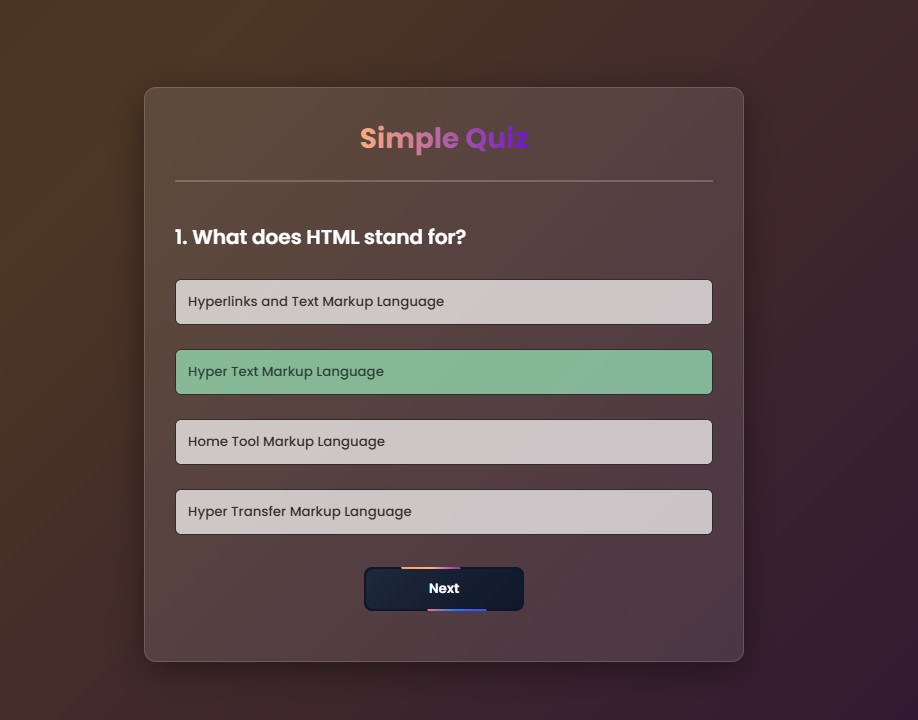 Simple Quiz
1. What does HTML stand for?
Hyperlinks and Text Markup Language
Hyper Text Markup Language
Home Tool Markup Language
Hyper Transfer Markup Language
Next